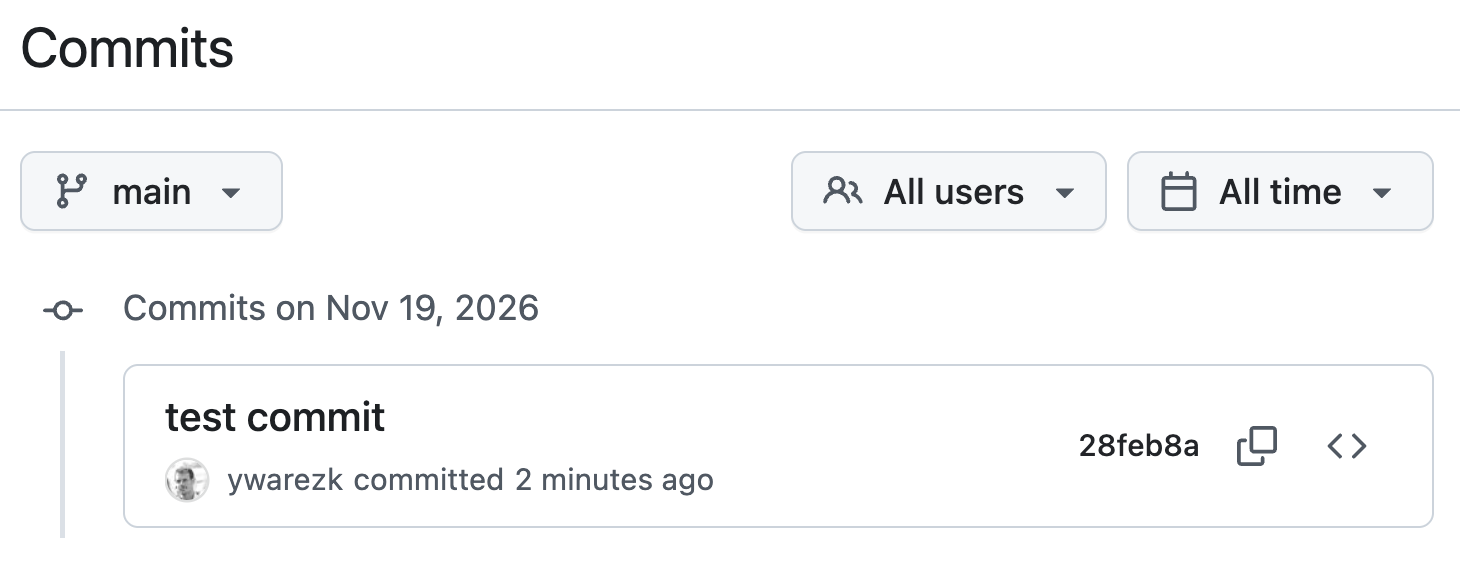 Commits
main
All users
All time
Commits on Nov 19, 2026
test commit
28feb8a
ywarezk committed 2 minutes ago